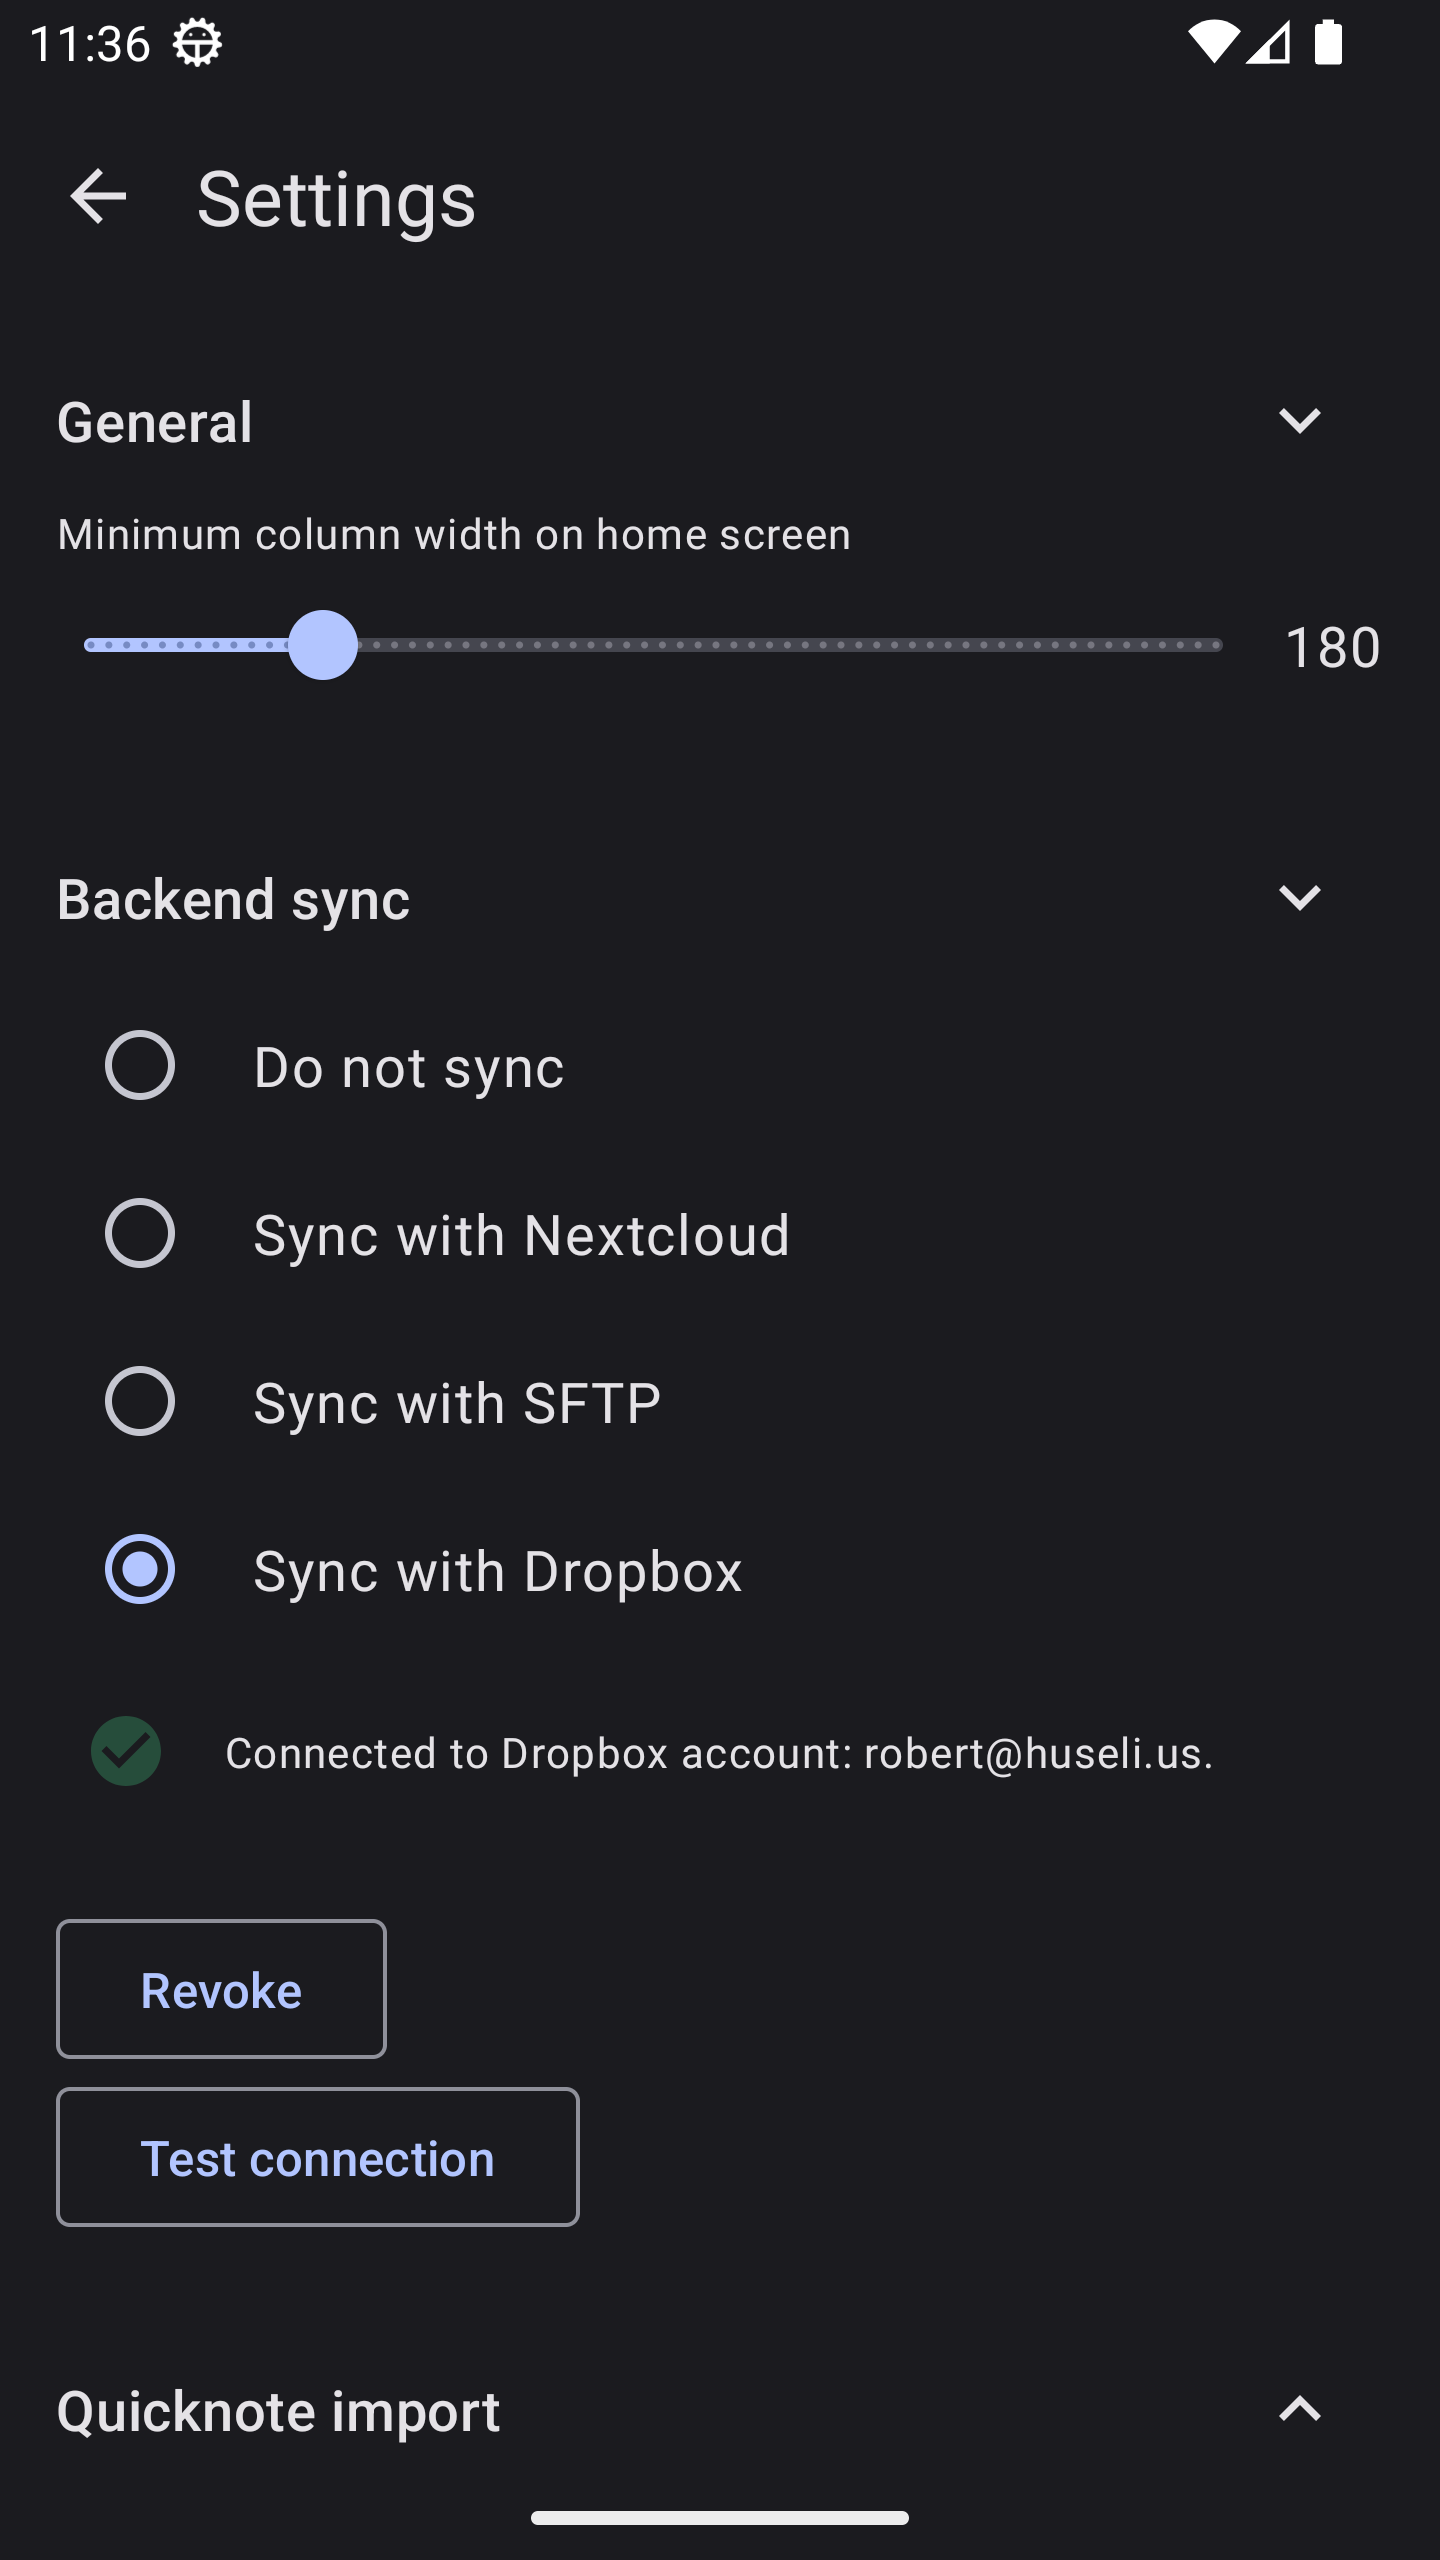 11:36
Settings
General
Minimum column width on home screen
180
Backend sync
Do not sync
Sync with Nextcloud
Sync with SFTP
Sync with Dropbox
Connected to Dropbox account: robert@huseli.us.
Revoke
Test connection
Quicknote import